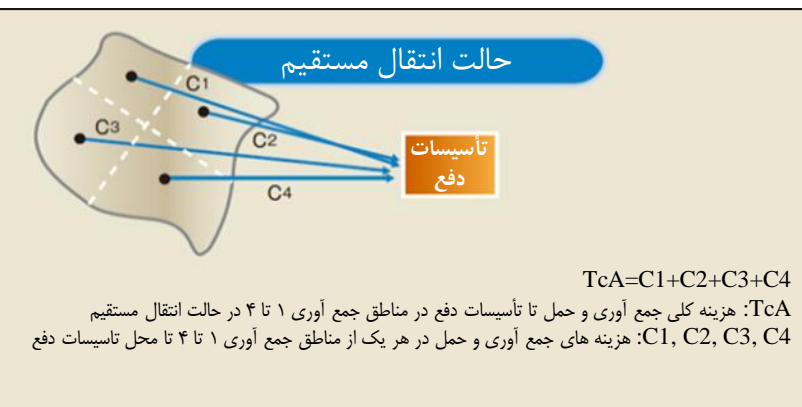 حالت انتقال مستقیم
C1
C2
C3
C4
تأسیسات
دفع
TcA=C1+C2+C3+C4
TcA: هزینه کلی جمع آوری و حمل تا تأسیسات دفع در مناطق جمع آوری ۱ تا ۴ در حالت انتقال مستقیم
C1, C2, C3, C4: هزینه های جمع آوری و حمل در هر یک از مناطق جمع آوری ۱ تا ۴ تا محل تاسیسات دفع